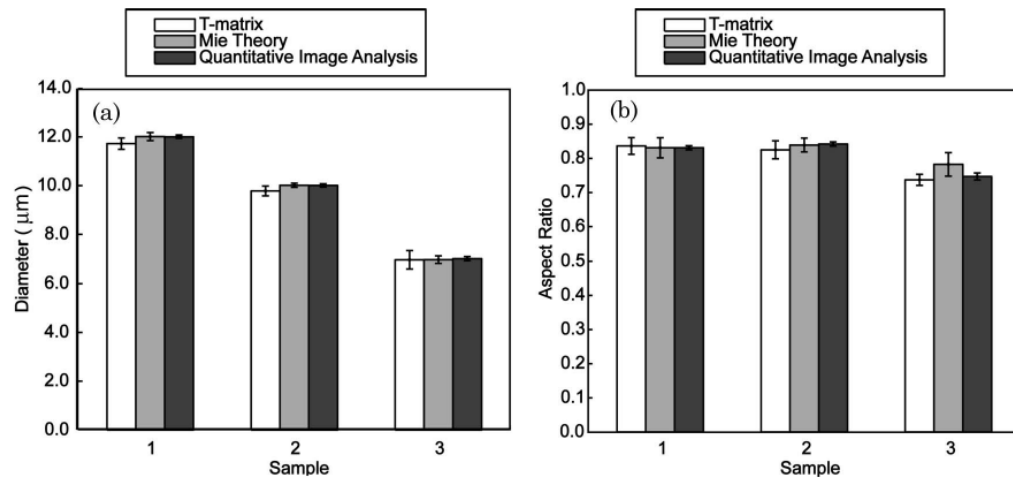 T-matrix
Mie Theory
Quantitative Image Analysis
(a)
14.0
12.0
10.0
8.0
6.0
4.0
2.0
0.0
Diameter ( μm)
1 2 3
Sample
T-matrix
Mie Theory
Quantitative Image Analysis
(b)
1.0
0.9
0.8
0.7
0.6
0.5
0.4
0.3
0.2
0.1
0.0
Aspect Ratio
1 2 3
Sample